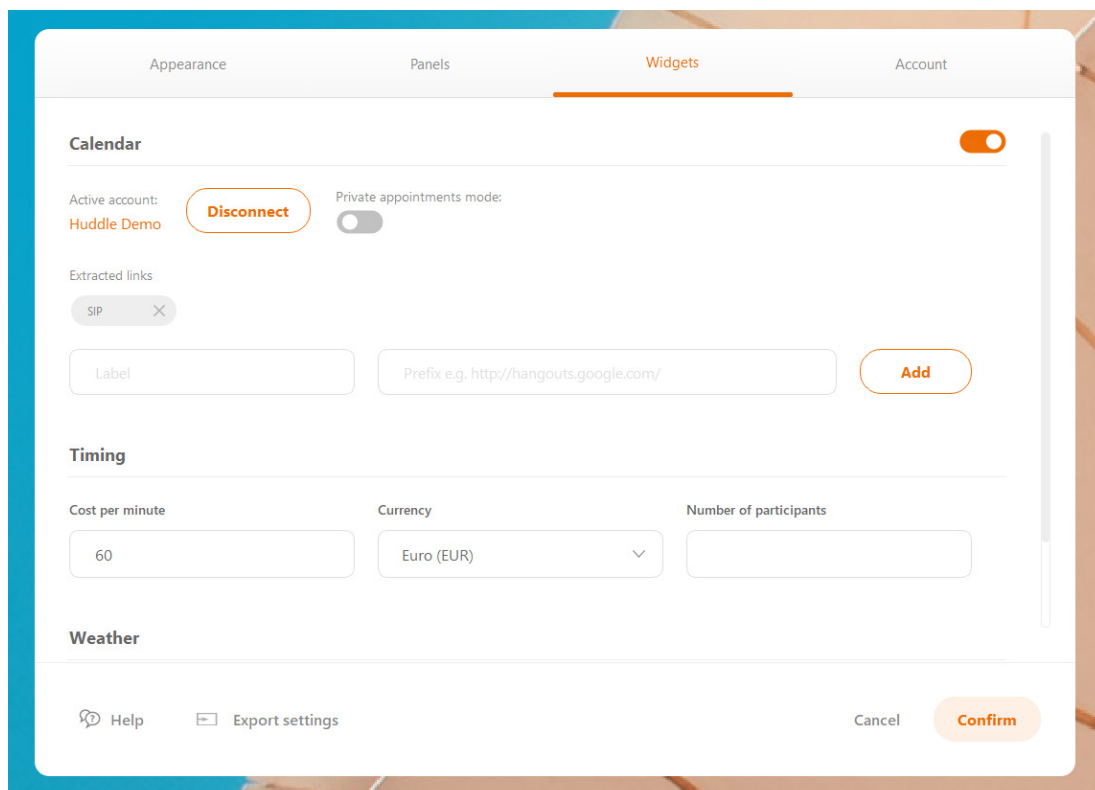 Appearance Panels Widgets Account
Calendar
Active account:
Huddle Demo
Disconnect
Private appointments mode:
Extracted links
SIP
Label
Prefix e.g. http://hangouts.google.com/
Add
Timing
Cost per minute Currency Number of participants
60 Euro (EUR)
Weather
Help Export settings Cancel Confirm